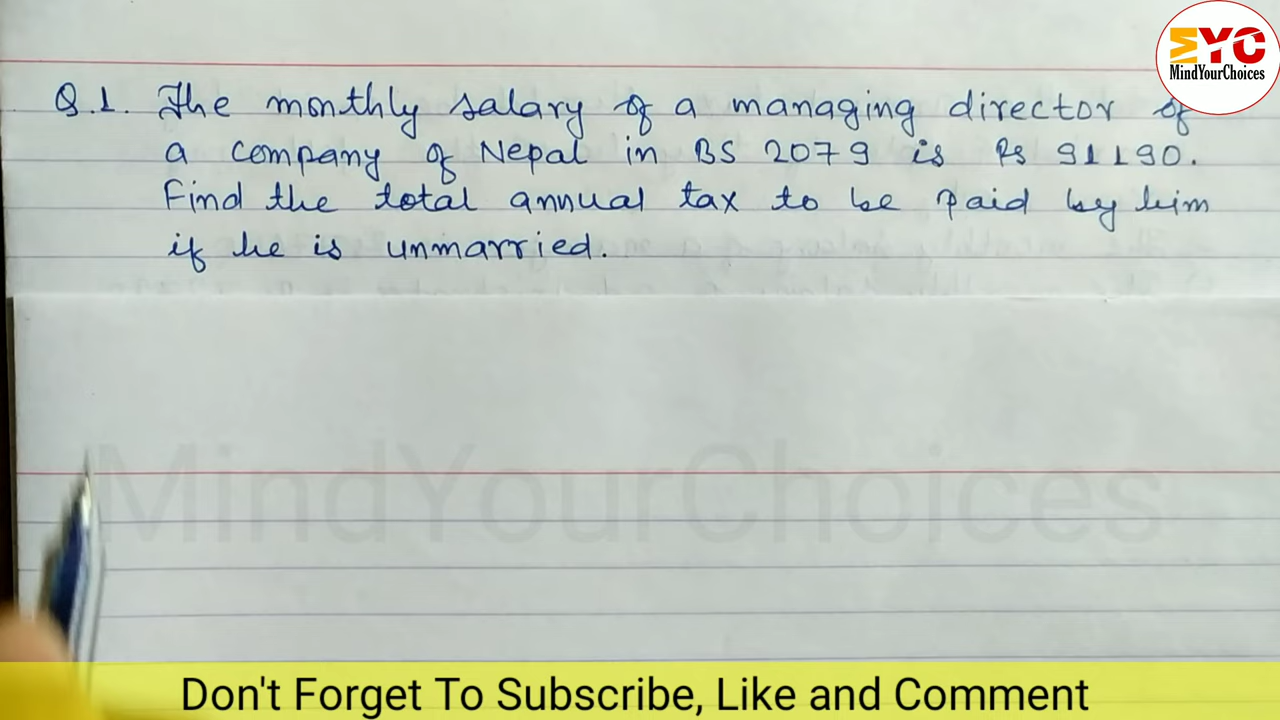 MYC
MindYourChoices
Q.1. The monthly salary of a managing director of
a company of Nepal in BS 2079 is Rs 91190.
Find the total annual tax to be paid by him
if he is unmarried.
MindYourChoices
Don't Forget To Subscribe, Like and Comment